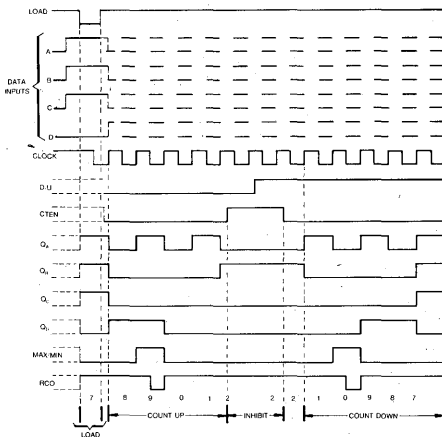 LOAD
A
B
DATA
INPUTS
C
D
CLOCK
D/U
CTEN
QA
QB
QC
QD
MAX/MIN
RCO
7 8 9 0 1 2 2 2 1 0 9 8 7
COUNT UP INHIBIT COUNT DOWN
LOAD